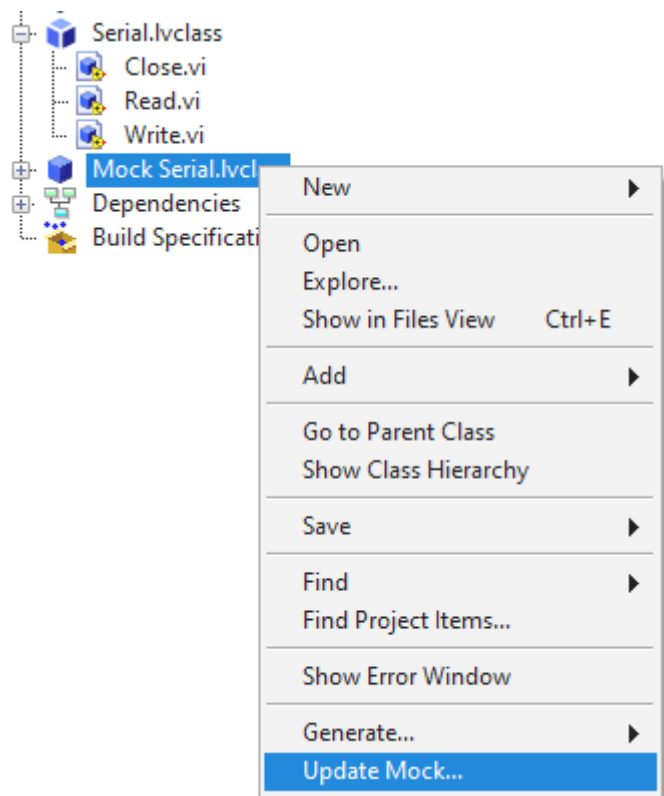 Serial.lvclass
Close.vi
Read.vi
Write.vi
Mock Serial.lvcl
Dependencies
Build Specificati
New
Open
Explore...
Show in Files View Ctrl+E
Add
Go to Parent Class
Show Class Hierarchy
Save
Find
Find Project Items...
Show Error Window
Generate...
Update Mock...